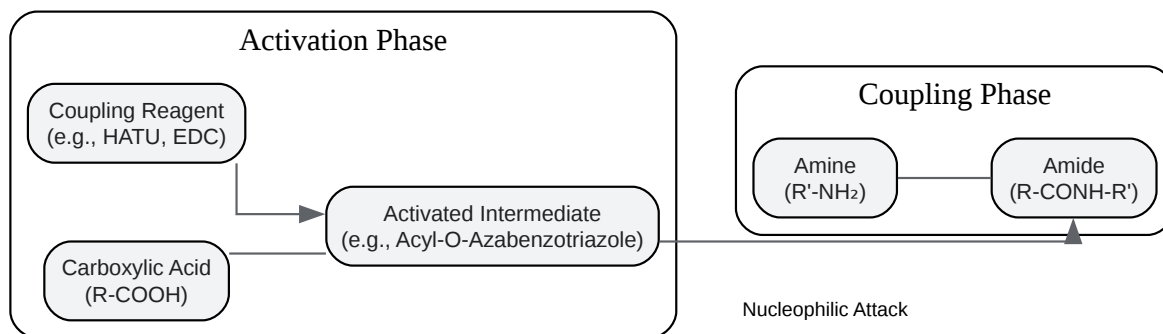 Activation Phase
Coupling Reagent
(e.g., HATU, EDC)
Activated Intermediate
(e.g., Acyl-O-Azabenzotriazole)
Carboxylic Acid
(R-COOH)
Coupling Phase
Amine
(R'-NH₂)
Amide
(R-CONH-R')
Nucleophilic Attack